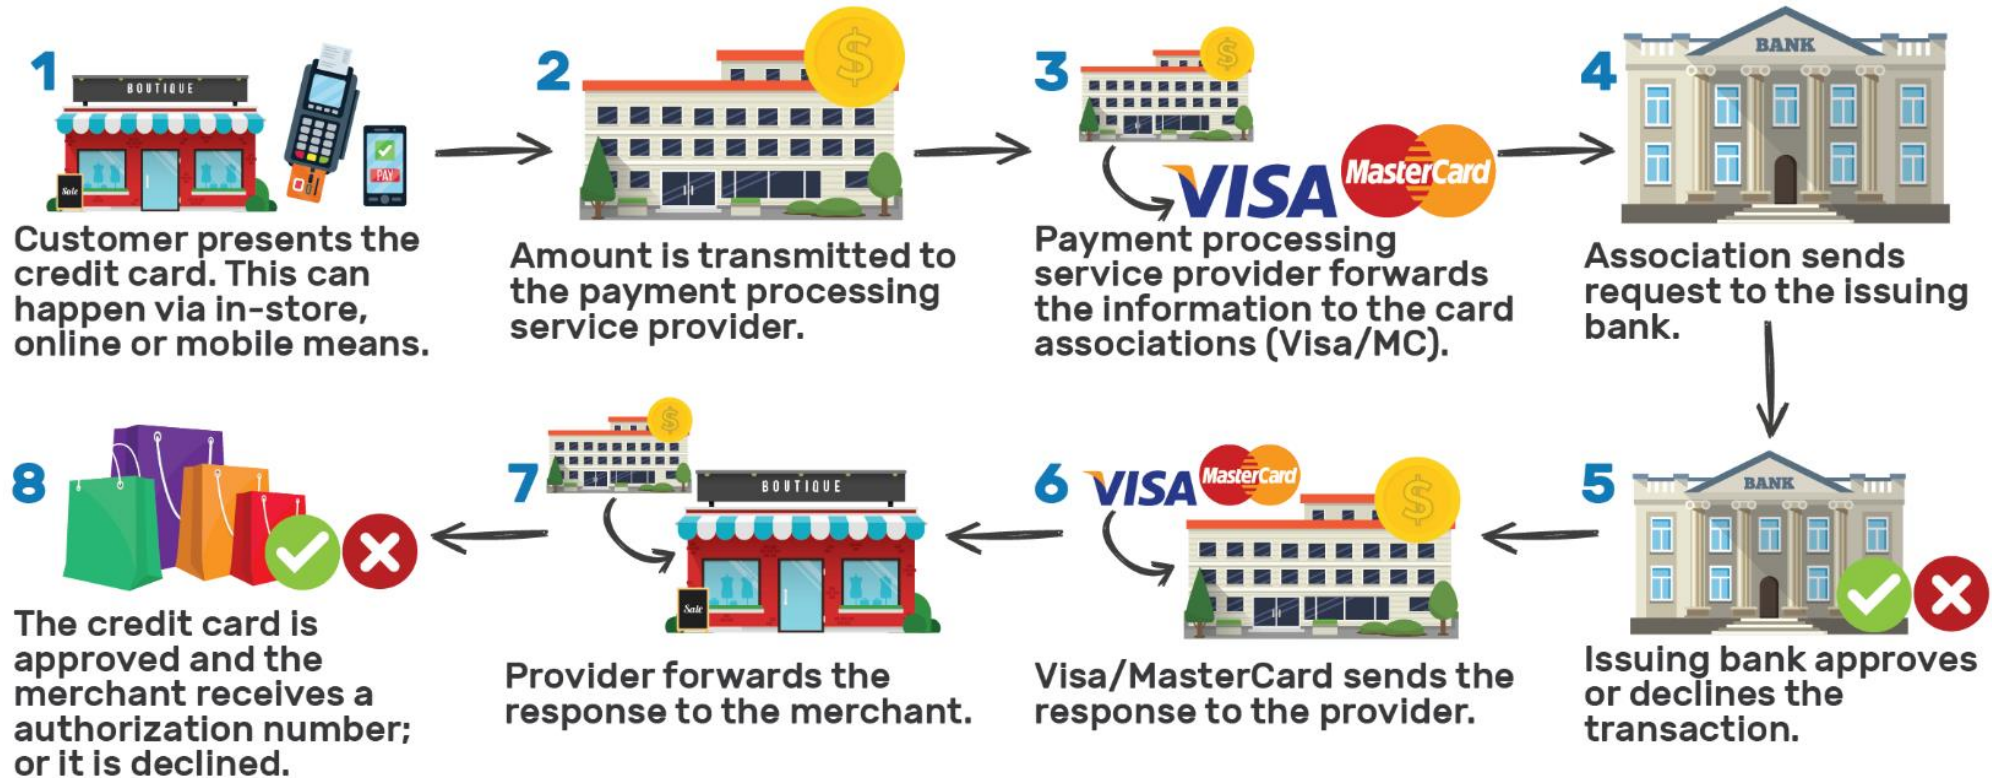 1
BOUTIQUE
Sale
PAY
Customer presents the
credit card. This can
happen via in-store,
online or mobile means.
2
$
Amount is transmitted to
the payment processing
service provider.
3
$
VISA
MasterCard
Payment processing
service provider forwards
the information to the card
associations (Visa/MC).
4
BANK
Association sends
request to the issuing
bank.
5
BANK
Issuing bank approves
or declines the
transaction.
6
VISA
MasterCard
$
Visa/MasterCard sends the
response to the provider.
7
$
BOUTIQUE
Sale
Provider forwards the
response to the merchant.
8
The credit card is
approved and the
merchant receives a
authorization number;
or it is declined.